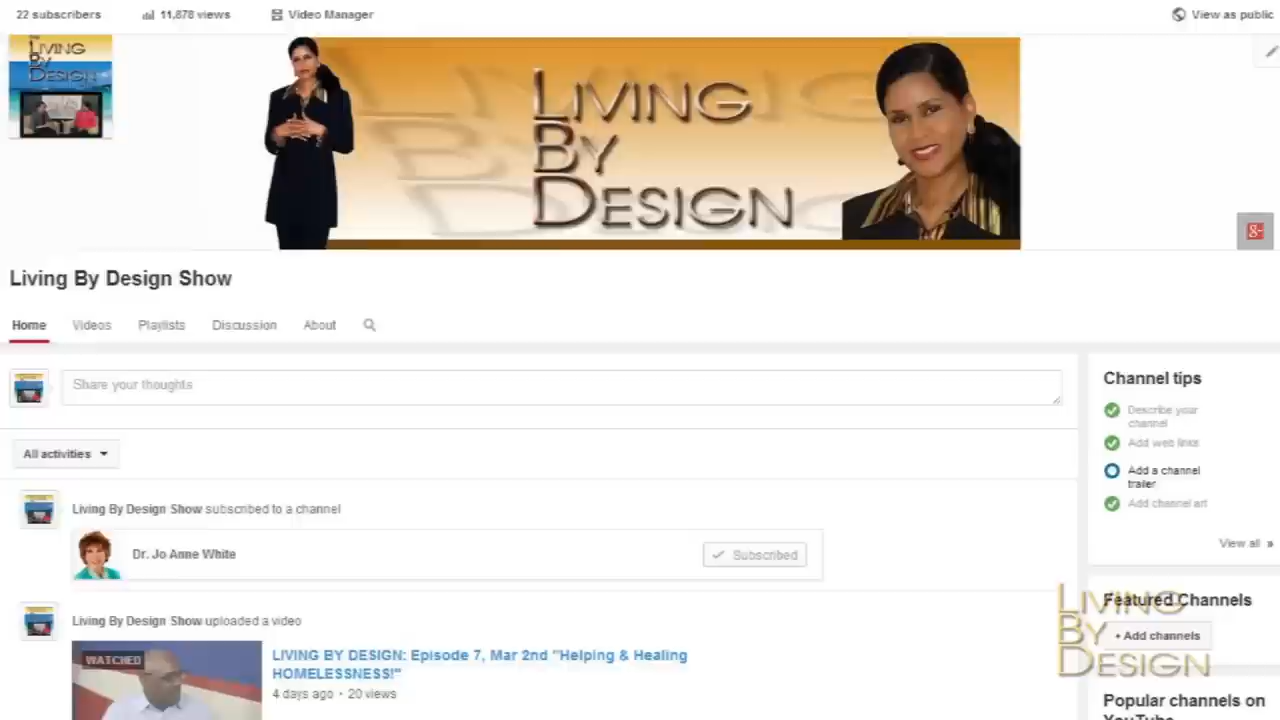 22 subscribers
11,878 views
Video Manager
View as public
LIVING
BY
DESIGN
LIVING
BY
DESIGN
Living By Design Show
Home
Videos
Playlists
Discussion
About
Share your thoughts
All activities
Living By Design Show subscribed to a channel
Dr. Jo Anne White
Subscribed
Living By Design Show uploaded a video
WATCHED
LIVING BY DESIGN: Episode 7, Mar 2nd "Helping & Healing
HOMELESSNESS!"
4 days ago · 20 views
Channel tips
Describe your
channel
Add web links
Add a channel
trailer
Add channel art
View all »
Featured Channels
+ Add channels
LIVING
BY
DESIGN
Popular channels on
YouTube